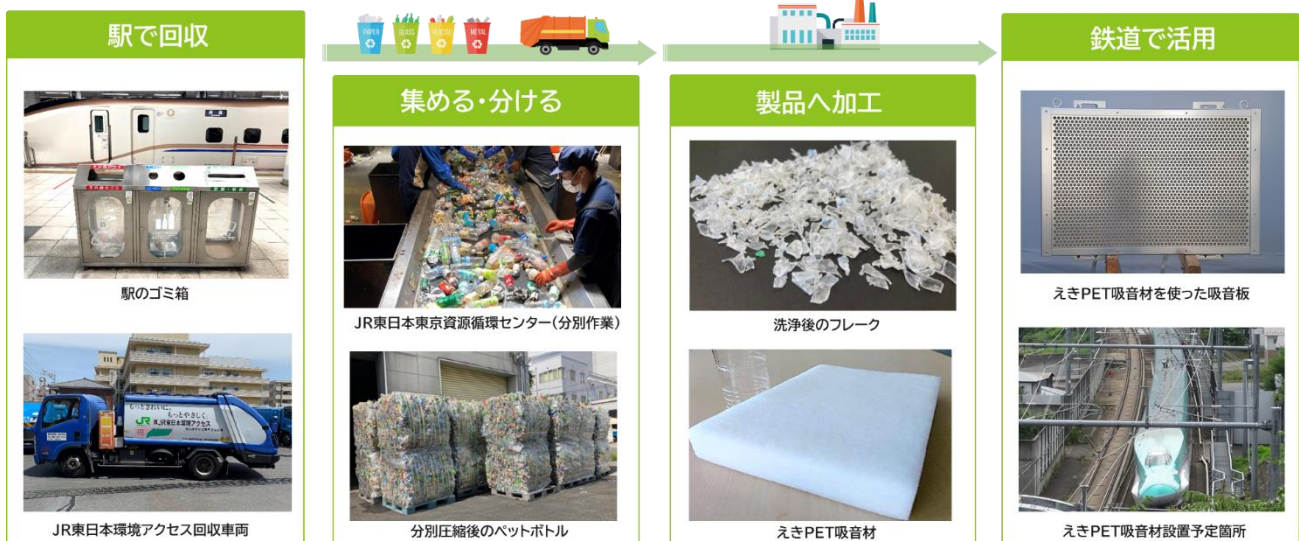 駅で回収
駅のゴミ箱
もっときれいに。
もっとやさしく。
JR
JR東日本環境アクセス
JR東日本環境アクセス回収車両
PAPER
GLASS
PLASTIC
METAL
集める・分ける
JR東日本東京資源循環センター(分別作業)
分別圧縮後のペットボトル
製品へ加工
洗浄後のフレーク
えきPET吸音材
鉄道で活用
えきPET吸音材を使った吸音板
えきPET吸音材設置予定箇所